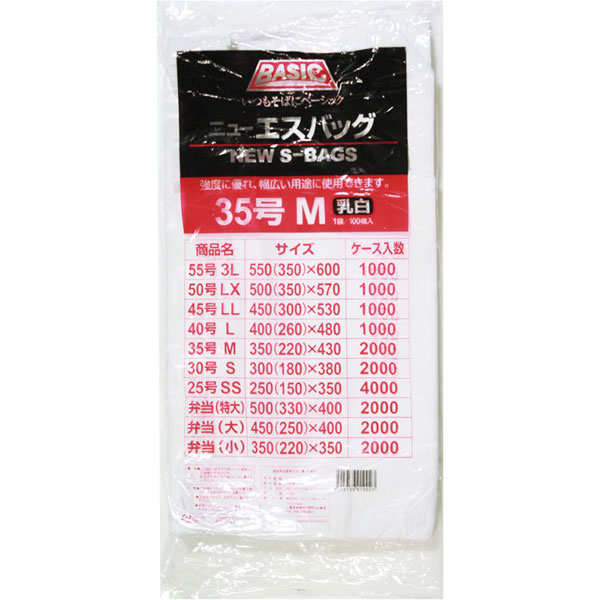 BASIC
いつもそばにベーシック
ニューエスバッグ
NEW S-BAGS
強度に優れ、幅広い用途に使用できます。
35号 M 乳白
1袋/100枚入
商品名 サイズ ケース入数
55号 3L 550(350)×600 1000
50号 LX 500(350)×570 1000
45号 LL 450(300)×530 1000
40号 L 400(260)×480 1000
35号 M 350(220)×430 2000
30号 S 300(180)×380 2000
25号 SS 250(150)×350 4000
弁当(特大) 500(330)×400 2000
弁当(大) 450(250)×400 2000
弁当(小) 350(220)×350 2000